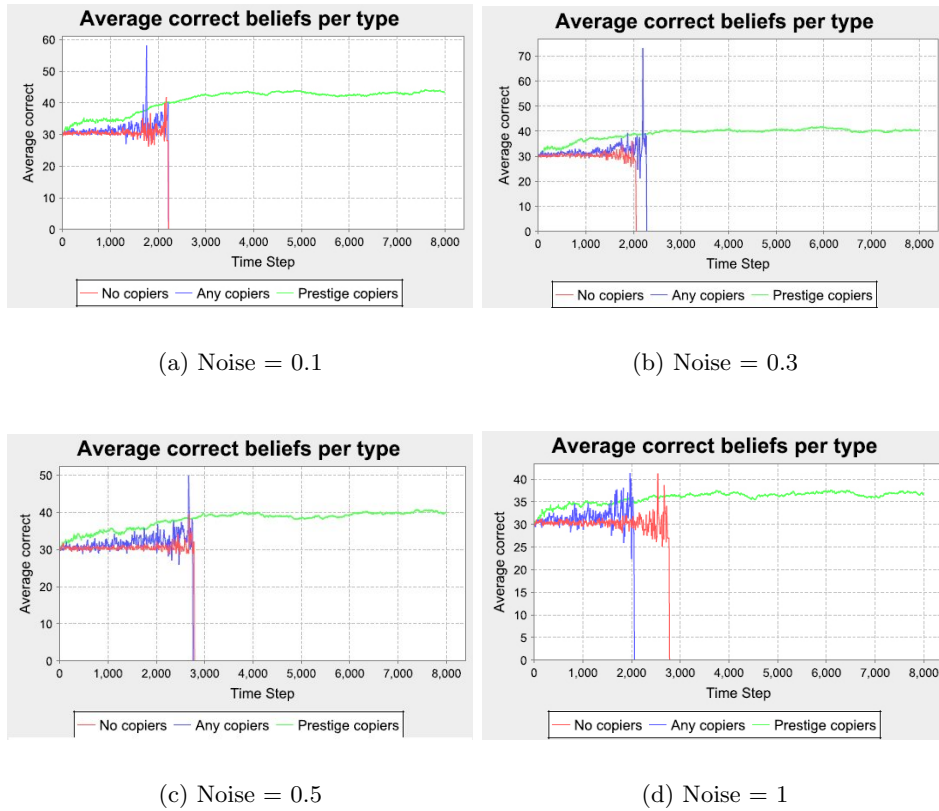 Average correct beliefs per type
60
50
40
30
20
10
0
Average correct
0 1,000 2,000 3,000 4,000 5,000 6,000 7,000 8,000
Time Step
No copiers Any copiers Prestige copiers
(a) Noise = 0.1
Average correct beliefs per type
70
60
50
40
30
20
10
0
Average correct
0 1,000 2,000 3,000 4,000 5,000 6,000 7,000 8,000
Time Step
No copiers Any copiers Prestige copiers
(b) Noise = 0.3
Average correct beliefs per type
50
40
30
20
10
0
Average correct
0 1,000 2,000 3,000 4,000 5,000 6,000 7,000 8,000
Time Step
No copiers Any copiers Prestige copiers
(c) Noise = 0.5
Average correct beliefs per type
40
35
30
25
20
15
10
5
0
Average correct
0 1,000 2,000 3,000 4,000 5,000 6,000 7,000 8,000
Time Step
No copiers Any copiers Prestige copiers
(d) Noise = 1